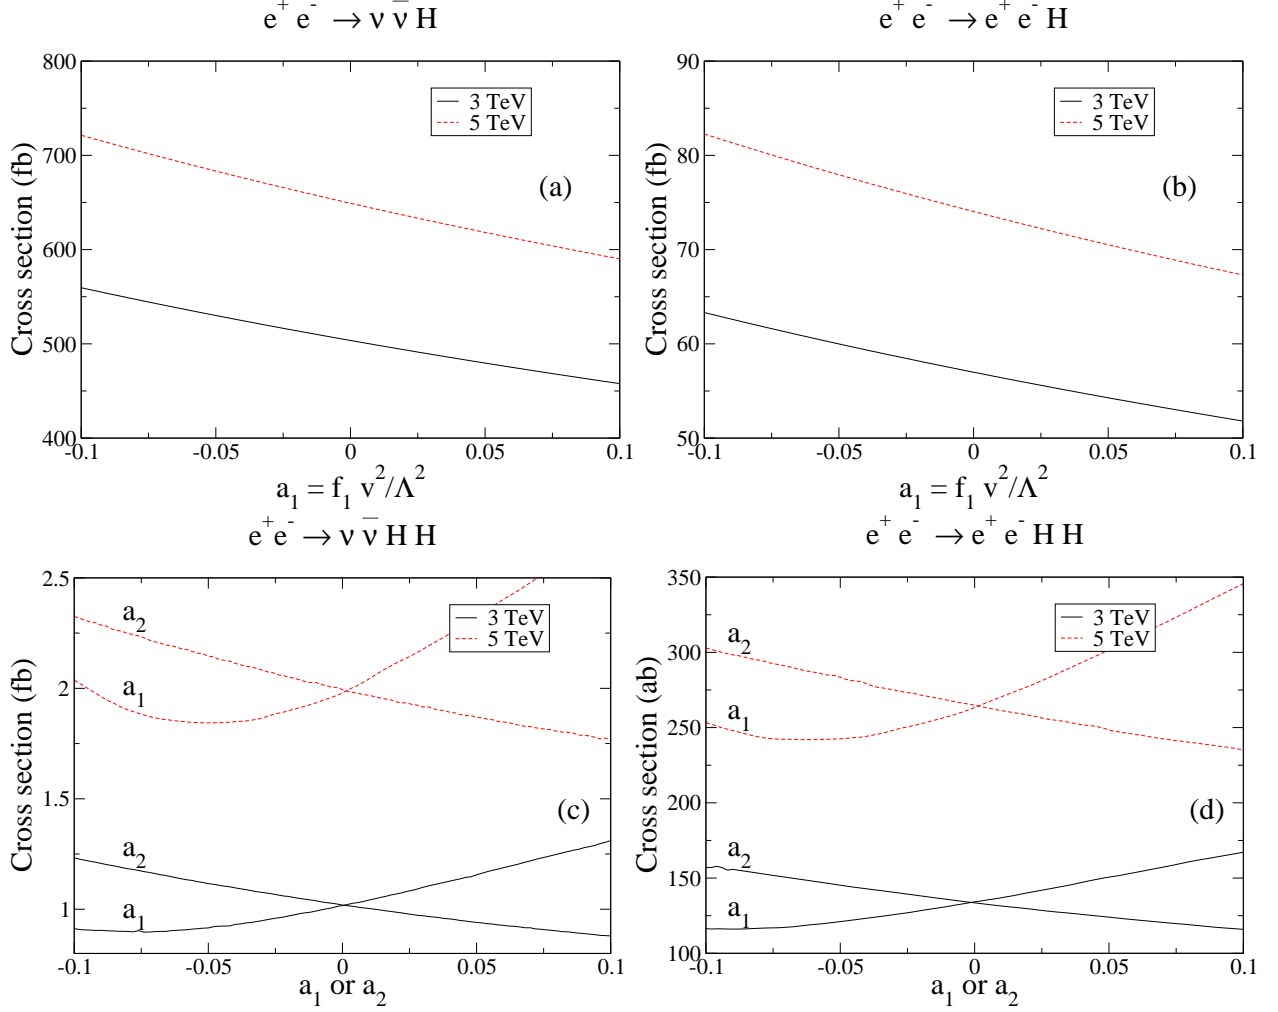 e⁺ e⁻ → ν ν̄ H
800
700
600
500
400
Cross section (fb)
3 TeV
5 TeV
(a)
-0.1 -0.05 0 0.05 0.1
a₁ = f₁ v²/Λ²
e⁺ e⁻ → e⁺ e⁻ H
90
80
70
60
50
Cross section (fb)
3 TeV
5 TeV
(b)
-0.1 -0.05 0 0.05 0.1
a₁ = f₁ v²/Λ²
e⁺ e⁻ → ν ν̄ H H
2.5
2
1.5
1
Cross section (fb)
3 TeV
5 TeV
a₂
a₁
(c)
a₂
a₁
-0.1 -0.05 0 0.05 0.1
a₁ or a₂
e⁺ e⁻ → e⁺ e⁻ H H
350
300
250
200
150
100
Cross section (ab)
3 TeV
5 TeV
a₂
a₁
(d)
a₂
a₁
-0.1 -0.05 0 0.05 0.1
a₁ or a₂